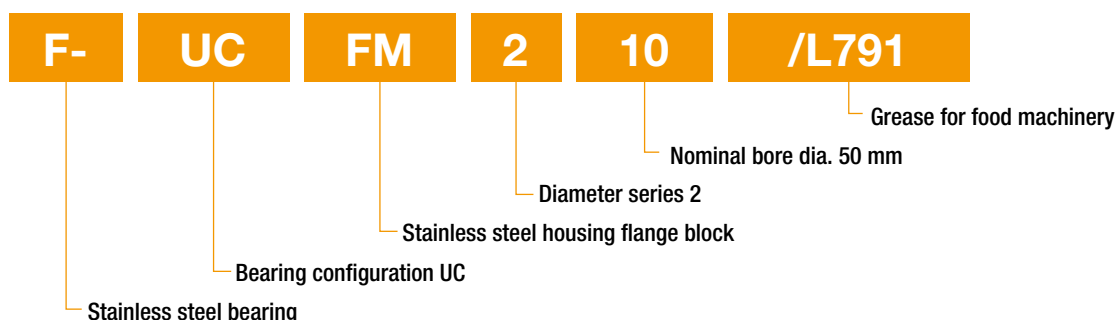 F- UC FM 2 10 /L791
Grease for food machinery
Nominal bore dia. 50 mm
Diameter series 2
Stainless steel housing flange block
Bearing configuration UC
Stainless steel bearing